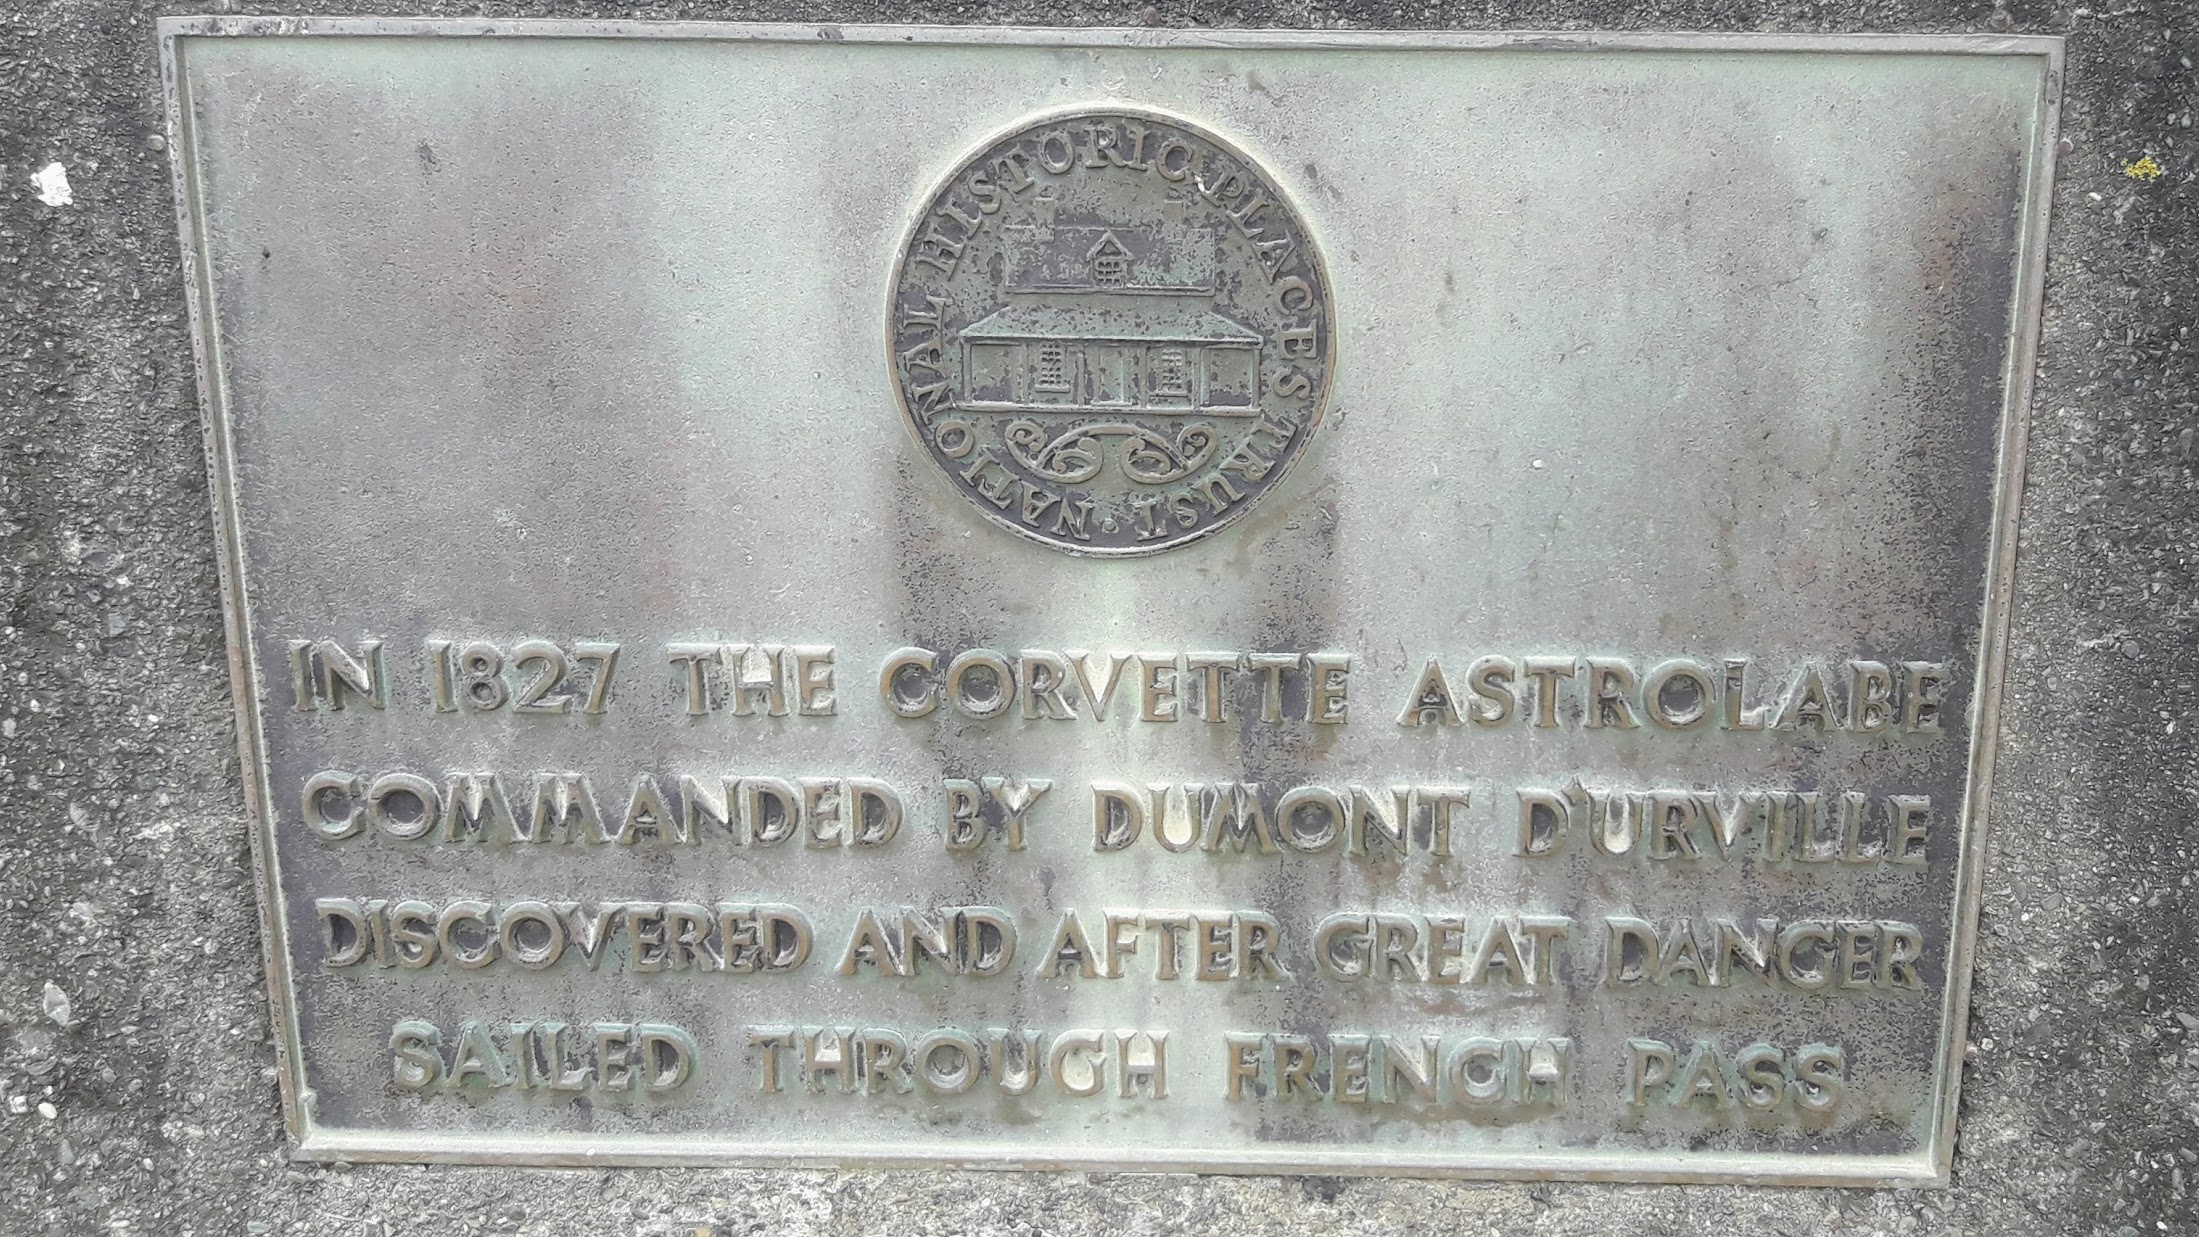 NATIONAL HISTORIC PLACES TRUST ·
IN 1827 THE CORVETTE ASTROLABE
COMMANDED BY DUMONT D'URVILLE
DISCOVERED AND AFTER GREAT DANGER
SAILED THROUGH FRENCH PASS